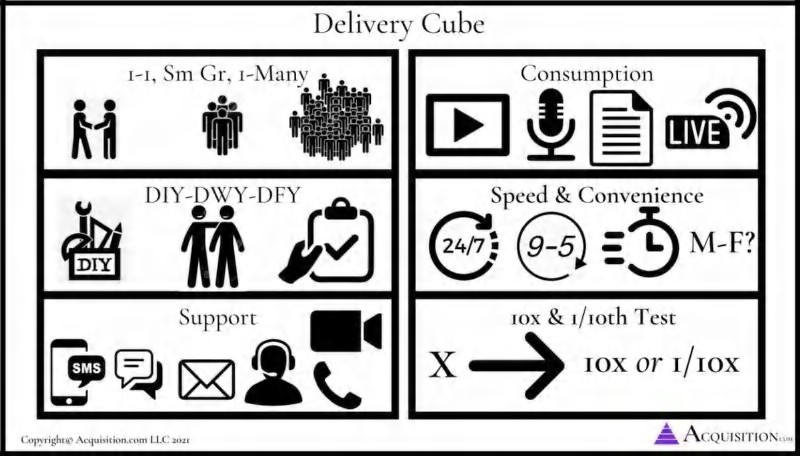 Delivery Cube
1-1, Sm Gr, 1-Many
Consumption
LIVE
DIY-DWY-DFY
DIY
Speed & Convenience
24/7
9-5
M-F?
Support
SMS
10x & 1/10th Test
X
10x or 1/10x
Copyright© Acquisition.com LLC 2021
ACQUISITION.COM